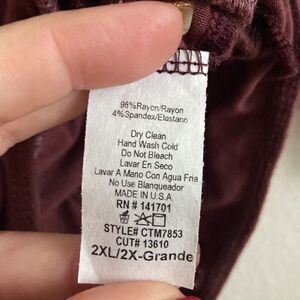 96%Rayon/Rayon
4%Spandex/Elastano
Dry Clean
Hand Wash Cold
Do Not Bleach
Lavar En Seco
Lavar A Mano Con Agua Fria
No Use Blanqueador
Made In U.S.A
RN # 141701
STYLE# CTM7853
CUT# 13610
2XL/2X-Grande